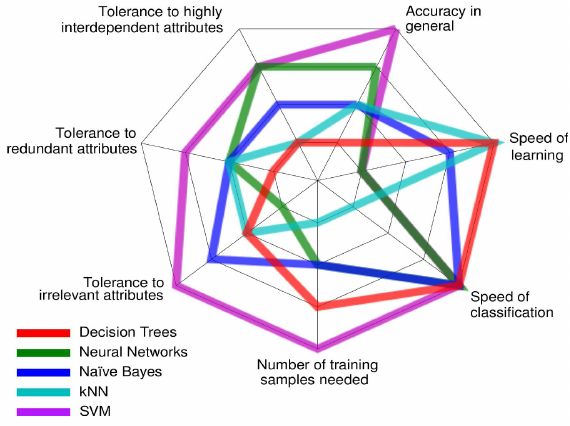 Tolerance to highly
interdependent attributes
Accuracy in
general
Tolerance to
redundant attributes
Speed of
learning
Tolerance to
irrelevant attributes
Speed of
classification
Number of training
samples needed
Decision Trees
Neural Networks
Naïve Bayes
kNN
SVM